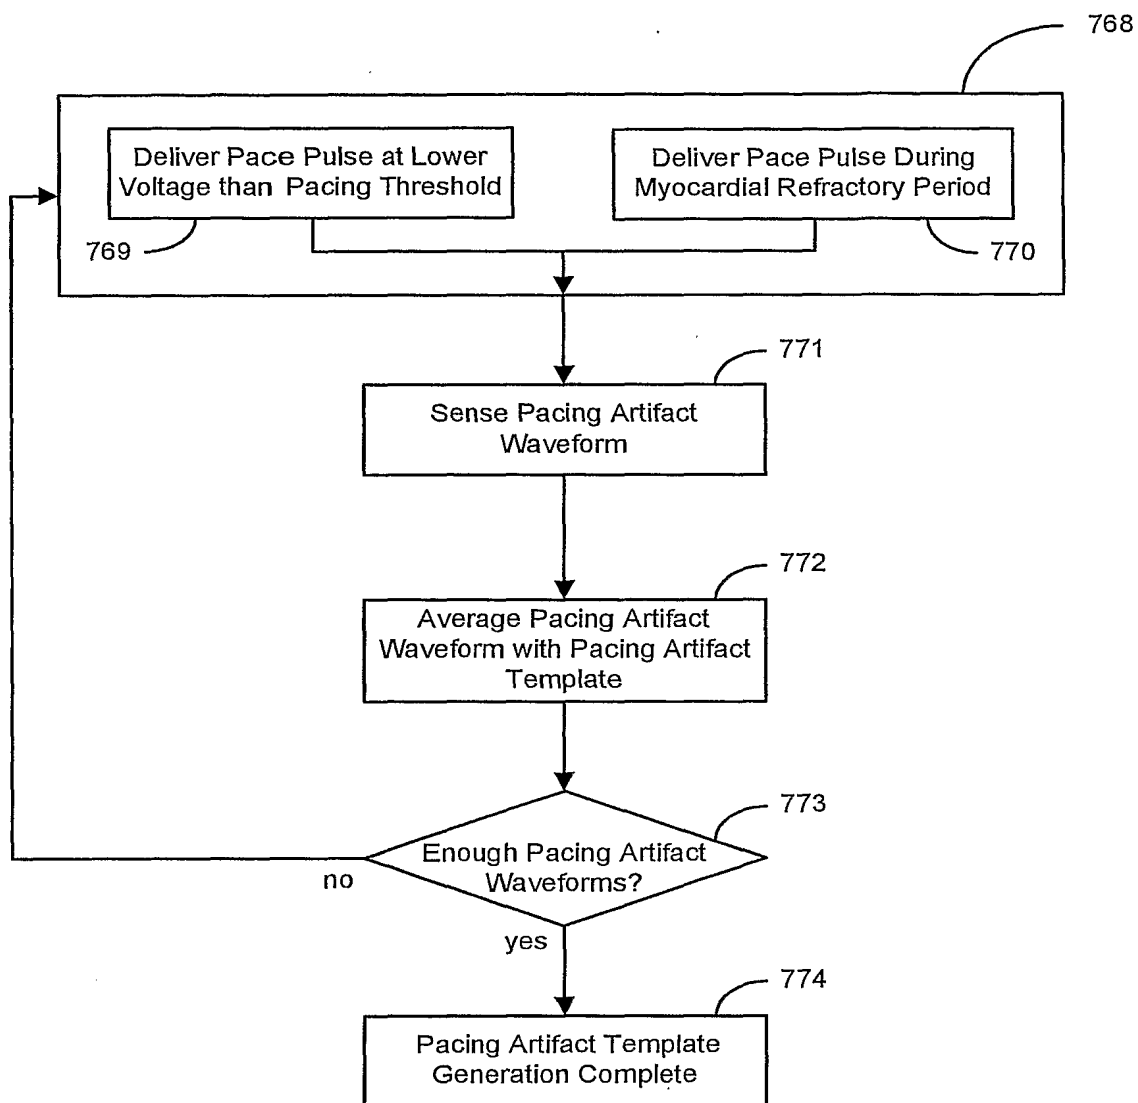 768
Deliver Pace Pulse at Lower
Voltage than Pacing Threshold
Deliver Pace Pulse During
Myocardial Refractory Period
769
770
771
Sense Pacing Artifact
Waveform
772
Average Pacing Artifact
Waveform with Pacing Artifact
Template
773
Enough Pacing Artifact
Waveforms?
no
yes
774
Pacing Artifact Template
Generation Complete